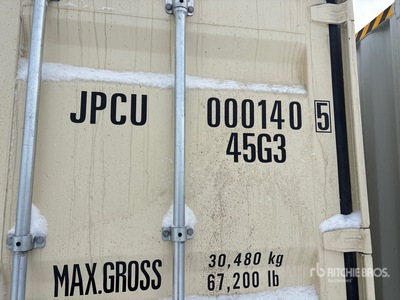 JPCU 000140 5
45G3
MAX.GROSS 30,480 kg
67,200 lb
RITCHIE BROS.